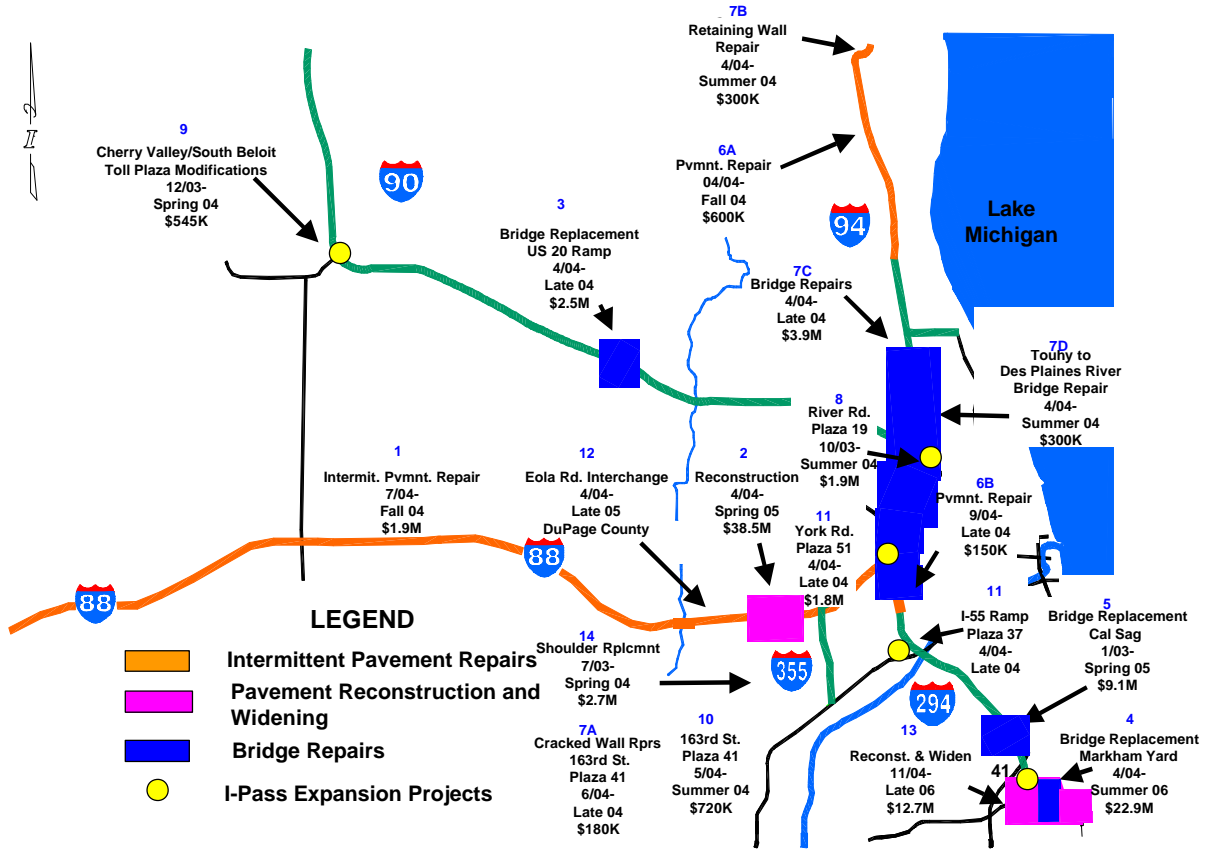 7B
Retaining Wall
Repair
4/04-
Summer 04
$300K
9
Cherry Valley/South Beloit
Toll Plaza Modifications
12/03-
Spring 04
$545K
90
6A
Pvmnt. Repair
04/04-
Fall 04
$600K
94
Lake
Michigan
3
Bridge Replacement
US 20 Ramp
4/04-
Late 04
$2.5M
7C
Bridge Repairs
4/04-
Late 04
$3.9M
7D
Touhy to
Des Plaines River
Bridge Repair
4/04-
Summer 04
$300K
8
River Rd.
Plaza 19
10/03-
Summer 04
$1.9M
1
Intermit. Pvmnt. Repair
7/04-
Fall 04
$1.9M
12
Eola Rd. Interchange
4/04-
Late 05
DuPage County
2
Reconstruction
4/04-
Spring 05
$38.5M
6B
Pvmnt. Repair
9/04-
Late 04
$150K
11
York Rd.
Plaza 51
4/04-
Late 04
$1.8M
88
88
11
I-55 Ramp
Plaza 37
4/04-
Late 04
5
Bridge Replacement
Cal Sag
1/03-
Spring 05
$9.1M
LEGEND
Intermittent Pavement Repairs
Pavement Reconstruction and
Widening
Bridge Repairs
I-Pass Expansion Projects
14
Shoulder Rplcmnt
7/03-
Spring 04
$2.7M
355
294
7A
Cracked Wall Rprs
163rd St.
Plaza 41
6/04-
Late 04
$180K
10
163rd St.
Plaza 41
5/04-
Summer 04
$720K
13
Reconst. & Widen
11/04-
Late 06
$12.7M
41
4
Bridge Replacement
Markham Yard
4/04-
Summer 06
$22.9M